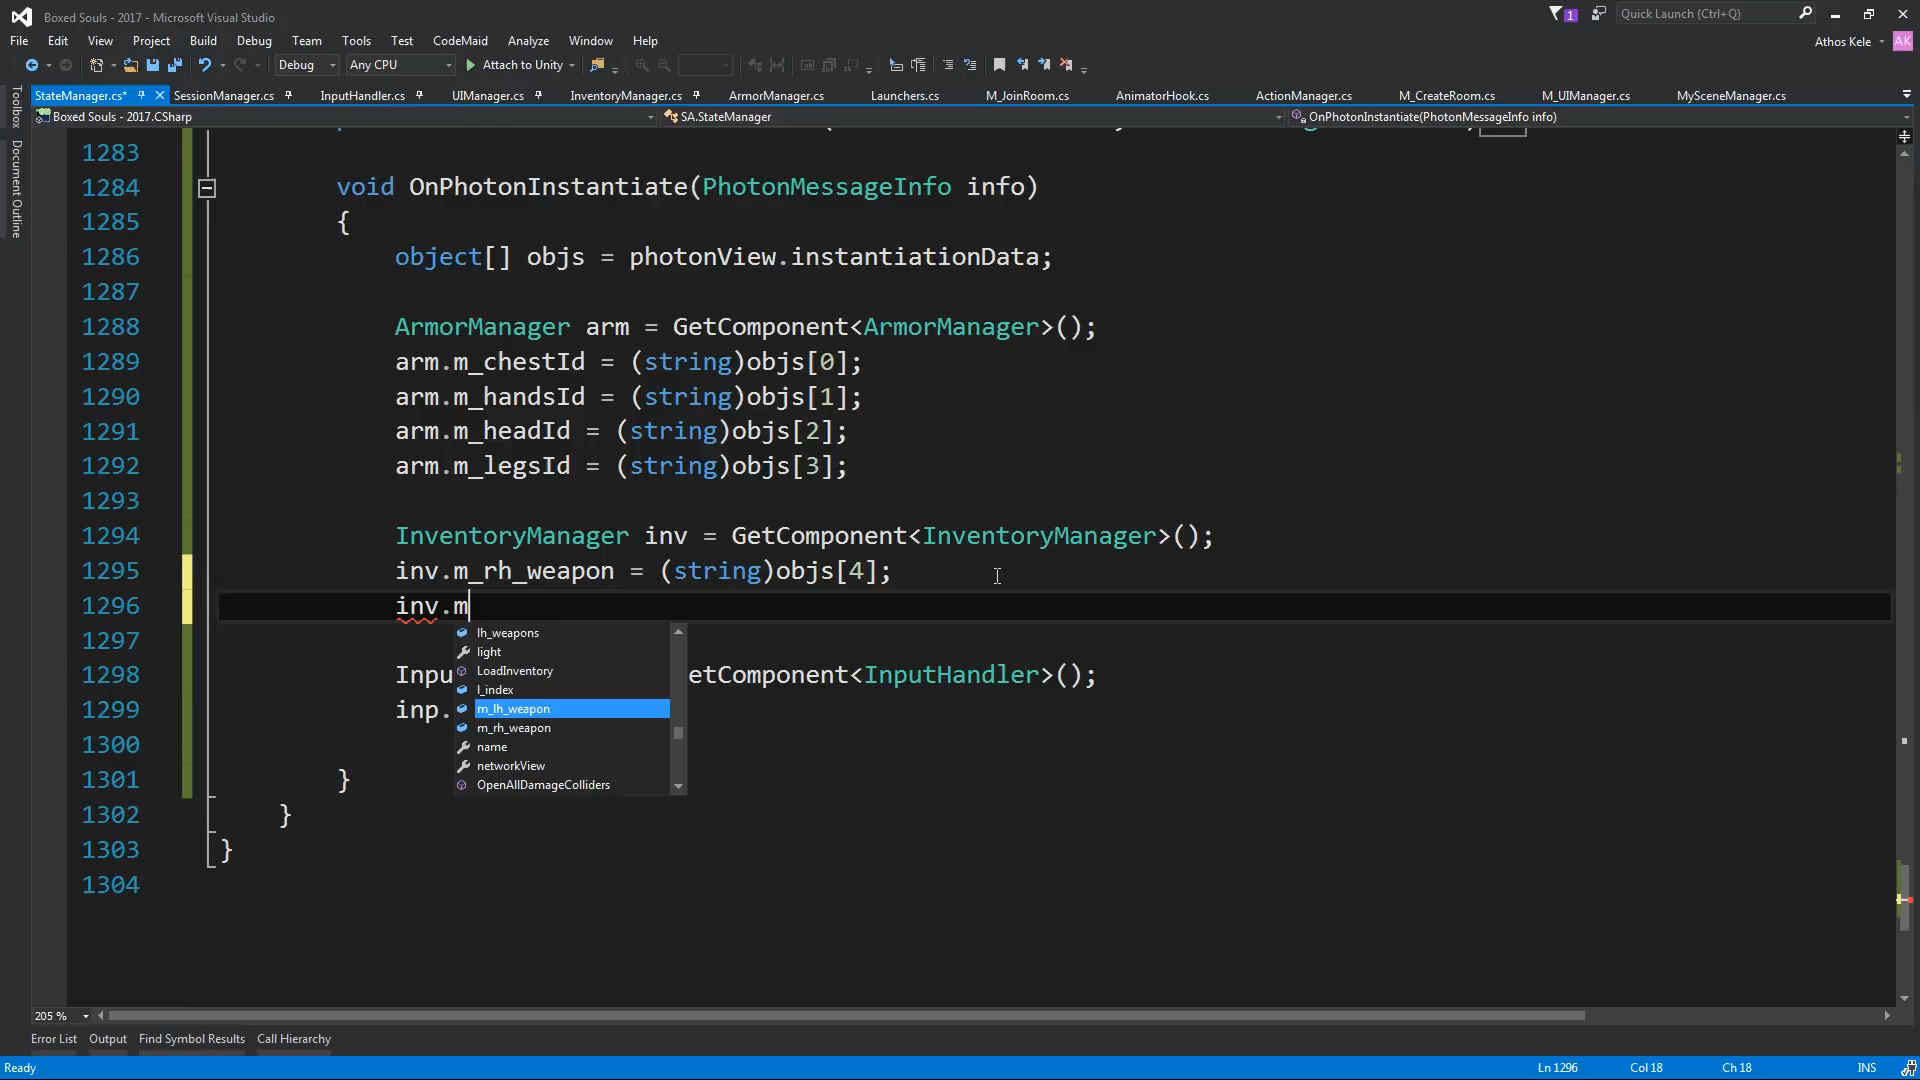 Boxed Souls - 2017 - Microsoft Visual Studio
1
Quick Launch (Ctrl+Q)
File Edit View Project Build Debug Team Tools Test CodeMaid Analyze Window Help
Athos Kele AK
Debug Any CPU Attach to Unity
Toolbox
Document Outline
StateManager.cs* SessionManager.cs InputHandler.cs UIManager.cs InventoryManager.cs ArmorManager.cs Launchers.cs M_JoinRoom.cs AnimatorHook.cs ActionManager.cs M_CreateRoom.cs M_UIManager.cs MySceneManager.cs
Boxed Souls - 2017.CSharp SA.StateManager OnPhotonInstantiate(PhotonMessageInfo info)
1283
1284 void OnPhotonInstantiate(PhotonMessageInfo info)
1285 {
1286 object[] objs = photonView.instantiationData;
1287
1288 ArmorManager arm = GetComponent<ArmorManager>();
1289 arm.m_chestId = (string)objs[0];
1290 arm.m_handsId = (string)objs[1];
1291 arm.m_headId = (string)objs[2];
1292 arm.m_legsId = (string)objs[3];
1293
1294 InventoryManager inv = GetComponent<InventoryManager>();
1295 inv.m_rh_weapon = (string)objs[4];
1296 inv.m
1297
lh_weapons
light
LoadInventory
l_index
m_lh_weapon
m_rh_weapon
name
networkView
OpenAllDamageColliders
1298 Inpu etComponent<InputHandler>();
1299 inp.
1300
1301 }
1302 }
1303 }
1304
205 %
Error List Output Find Symbol Results Call Hierarchy
Ready Ln 1296 Col 18 Ch 18 INS